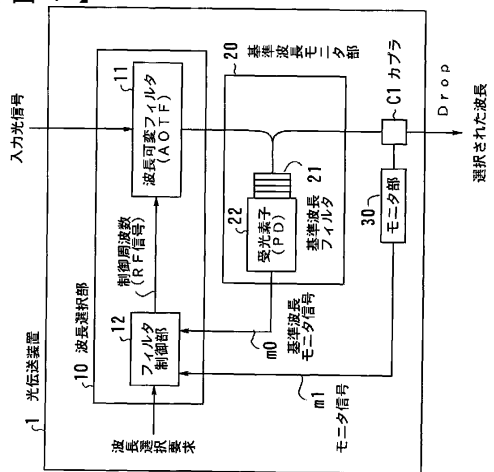 1 光伝送装置
10 波長選択部
入力光信号
11
波長可変フィルタ
(AOTF)
制御周波数
(RF信号)
12
フィルタ
制御部
波長選択要求
20
基準波長
モニタ部
22
受光素子
(PD)
21
基準波長
フィルタ
m0
基準波長
モニタ信号
m1
モニタ信号
30
モニタ部
C1 カプラ
Drop
選択された波長